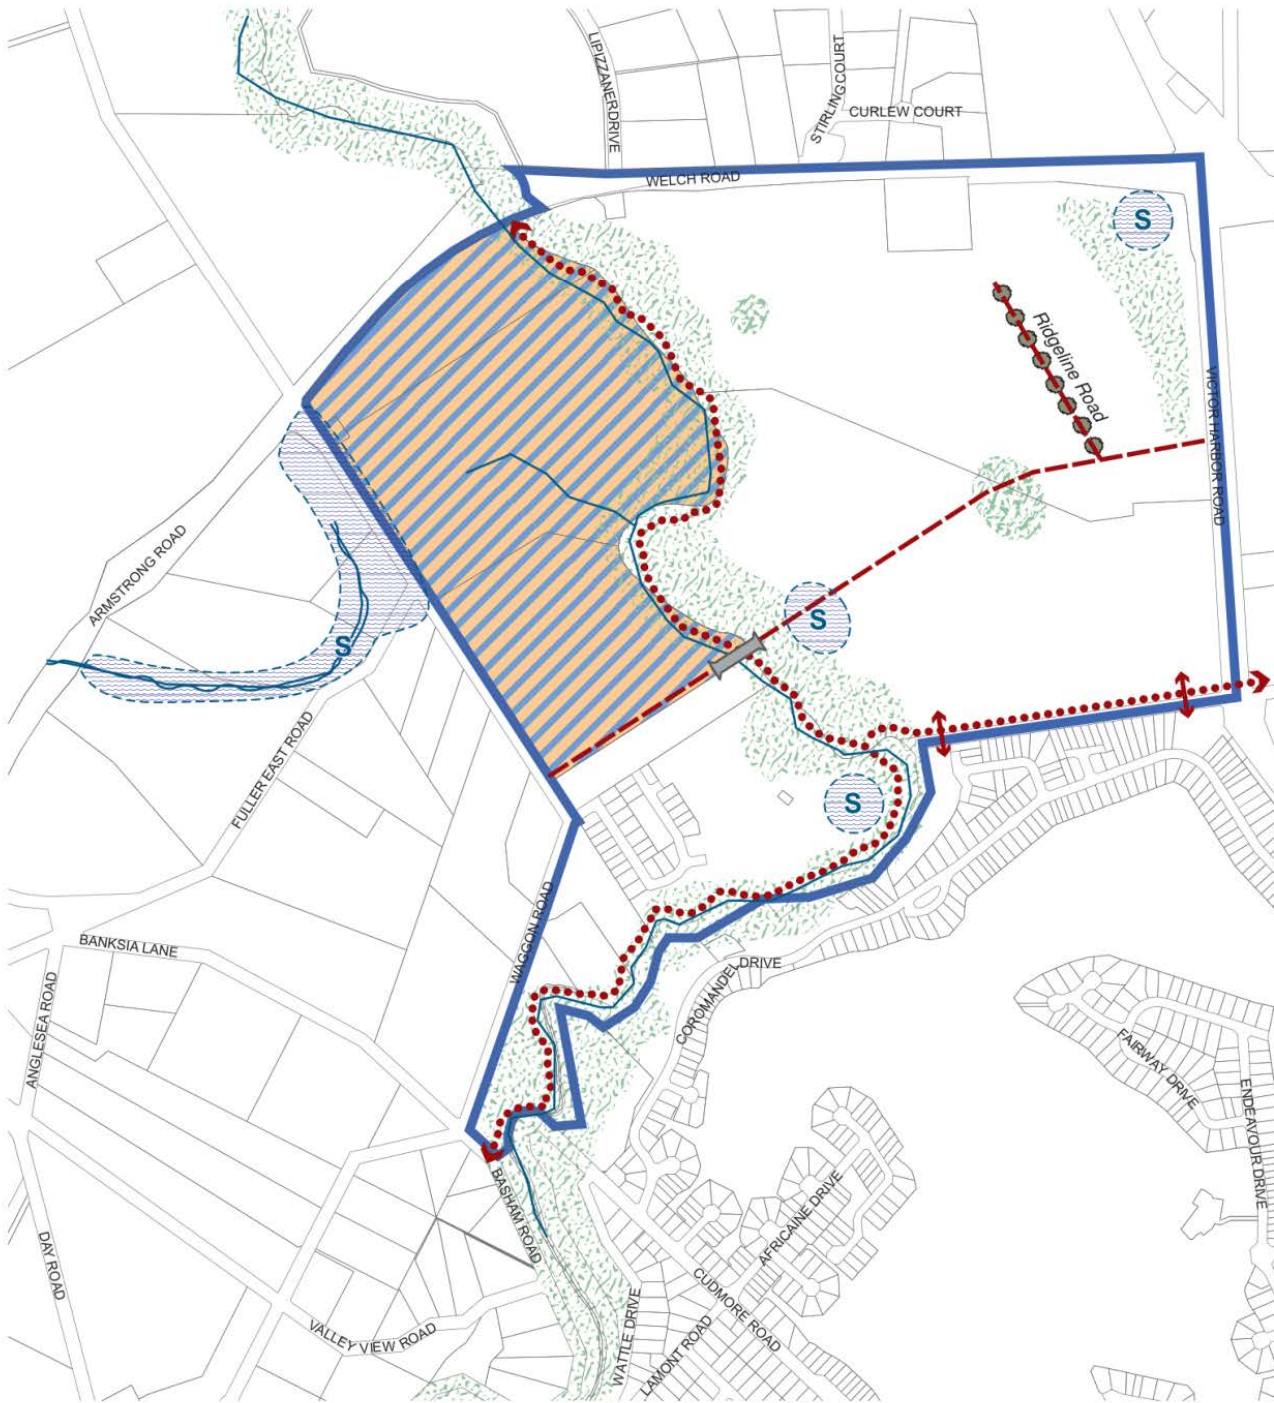 LIPIZZANERDRIVE
STIRLINGCOURT
CURLEW COURT
WELCH ROAD
S
Ridgeline Road
VICTOR HARBOR ROAD
ARMSTRONG ROAD
S
S
FULLER EAST ROAD
S
WAGGON ROAD
BANKSIA LANE
COROMANDEL DRIVE
ANGLESEA ROAD
FAIRWAY DRIVE
ENDEAVOUR DRIVE
BASHAM ROAD
AFRICAINE DRIVE
DAY ROAD
CUDMORE ROAD
VALLEY VIEW ROAD
WATTLE DRIVE
LAMONT ROAD